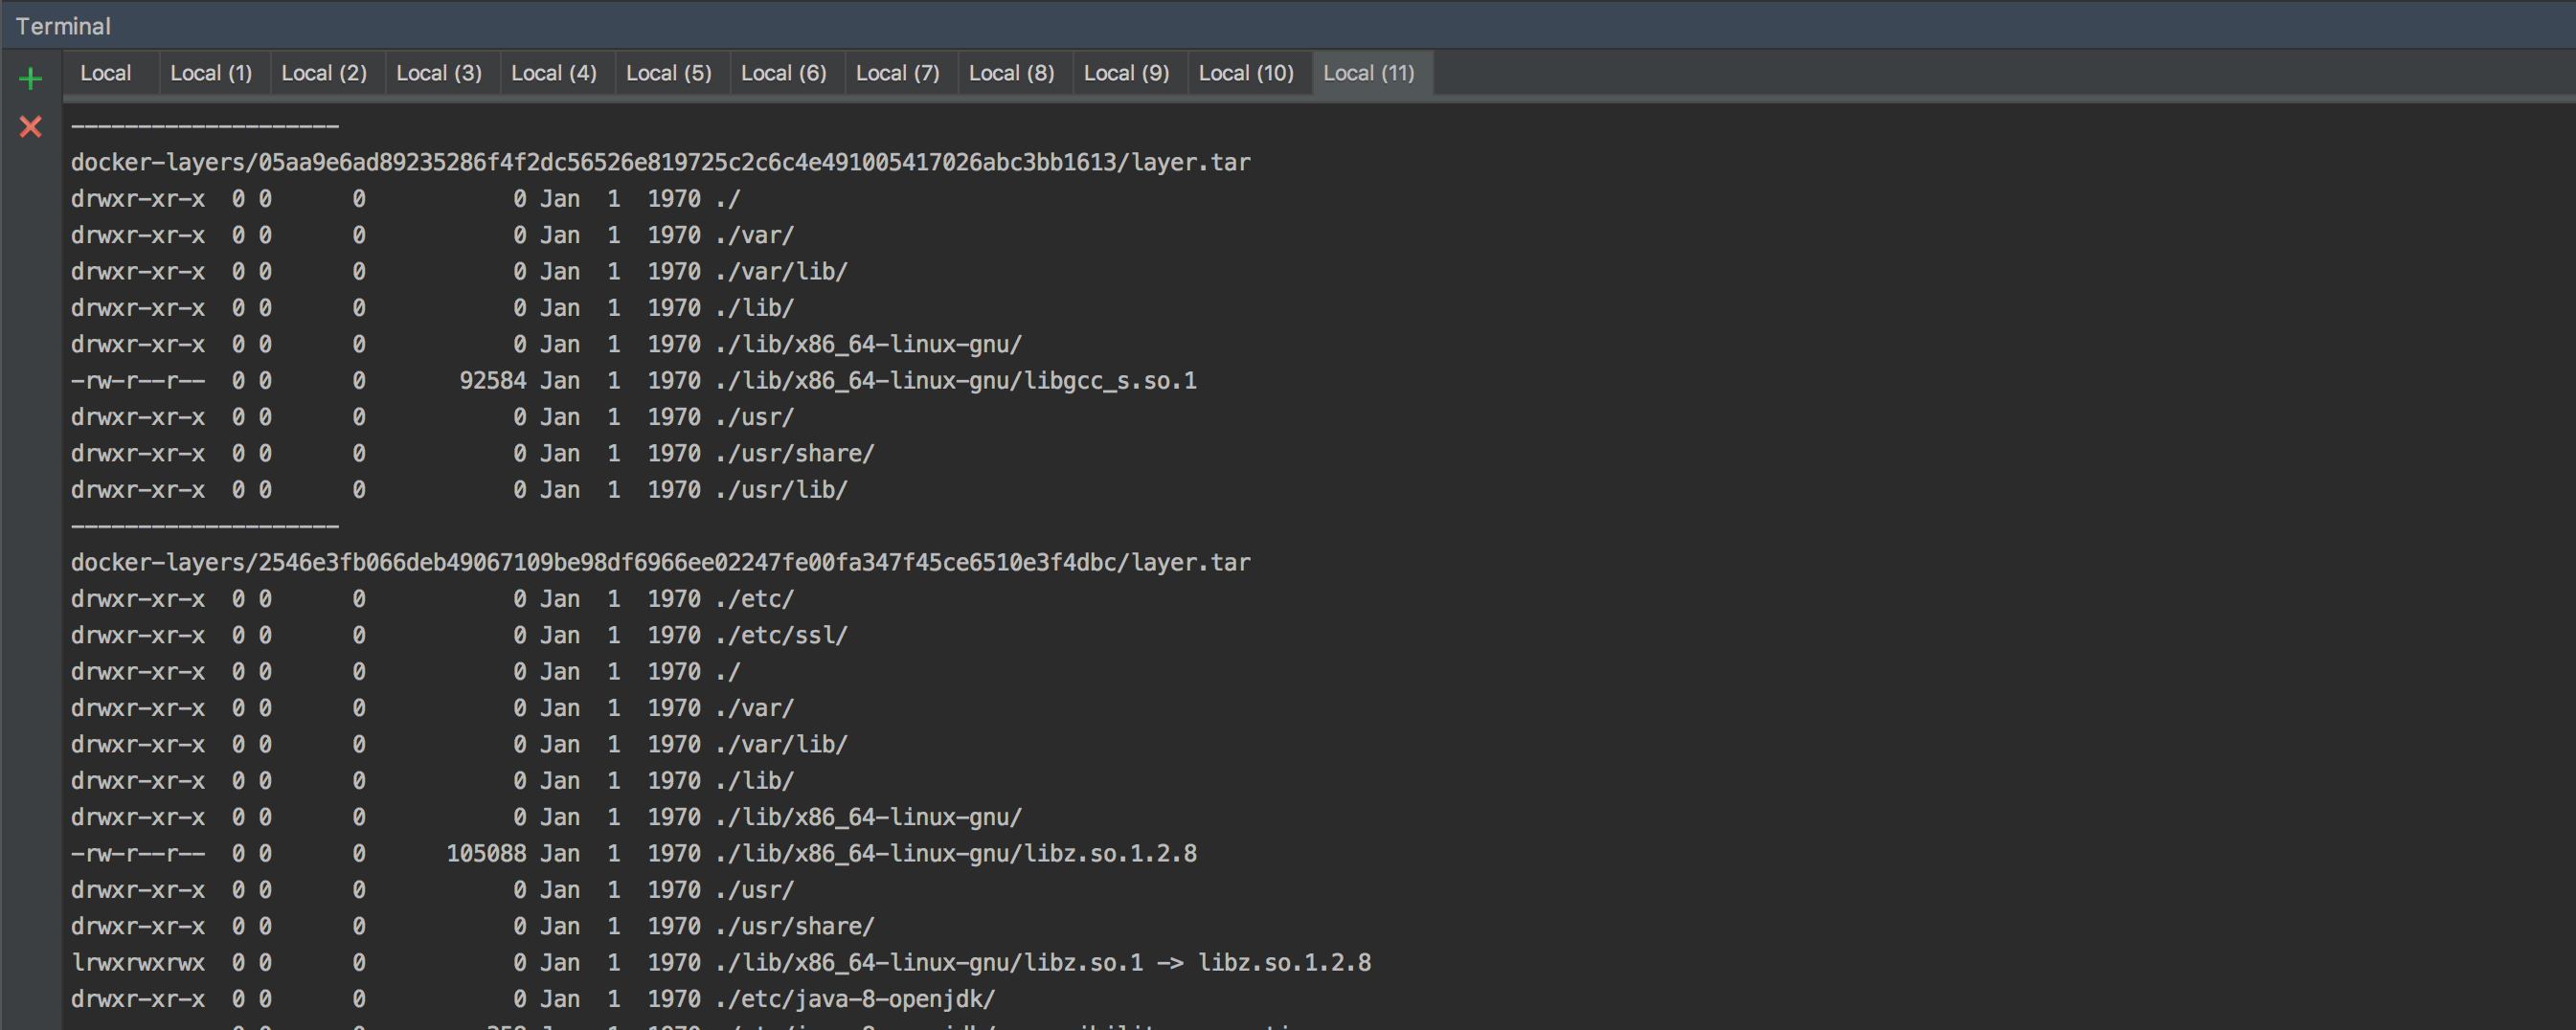 Terminal
Local Local (1) Local (2) Local (3) Local (4) Local (5) Local (6) Local (7) Local (8) Local (9) Local (10) Local (11)
--------------------
docker-layers/05aa9e6ad89235286f4f2dc56526e819725c2c6c4e491005417026abc3bb1613/layer.tar
drwxr-xr-x  0 0      0           0 Jan  1  1970 ./
drwxr-xr-x  0 0      0           0 Jan  1  1970 ./var/
drwxr-xr-x  0 0      0           0 Jan  1  1970 ./var/lib/
drwxr-xr-x  0 0      0           0 Jan  1  1970 ./lib/
drwxr-xr-x  0 0      0           0 Jan  1  1970 ./lib/x86_64-linux-gnu/
-rw-r--r--  0 0      0       92584 Jan  1  1970 ./lib/x86_64-linux-gnu/libgcc_s.so.1
drwxr-xr-x  0 0      0           0 Jan  1  1970 ./usr/
drwxr-xr-x  0 0      0           0 Jan  1  1970 ./usr/share/
drwxr-xr-x  0 0      0           0 Jan  1  1970 ./usr/lib/
--------------------
docker-layers/2546e3fb066deb49067109be98df6966ee02247fe00fa347f45ce6510e3f4dbc/layer.tar
drwxr-xr-x  0 0      0           0 Jan  1  1970 ./etc/
drwxr-xr-x  0 0      0           0 Jan  1  1970 ./etc/ssl/
drwxr-xr-x  0 0      0           0 Jan  1  1970 ./
drwxr-xr-x  0 0      0           0 Jan  1  1970 ./var/
drwxr-xr-x  0 0      0           0 Jan  1  1970 ./var/lib/
drwxr-xr-x  0 0      0           0 Jan  1  1970 ./lib/
drwxr-xr-x  0 0      0           0 Jan  1  1970 ./lib/x86_64-linux-gnu/
-rw-r--r--  0 0      0      105088 Jan  1  1970 ./lib/x86_64-linux-gnu/libz.so.1.2.8
drwxr-xr-x  0 0      0           0 Jan  1  1970 ./usr/
drwxr-xr-x  0 0      0           0 Jan  1  1970 ./usr/share/
lrwxrwxrwx  0 0      0           0 Jan  1  1970 ./lib/x86_64-linux-gnu/libz.so.1 -> libz.so.1.2.8
drwxr-xr-x  0 0      0           0 Jan  1  1970 ./etc/java-8-openjdk/